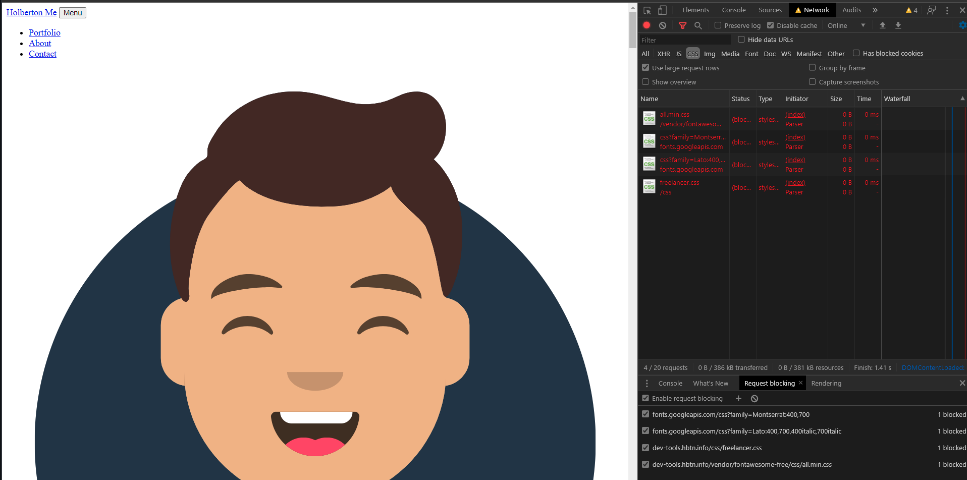 Holberton Me Menu
Portfolio
About
Contact
Elements Console Sources Network Audits » 4
Preserve log Disable cache Online
Filter Hide data URLs
All XHR JS CSS Img Media Font Doc WS Manifest Other Has blocked cookies
Use large request rows Group by frame
Show overview Capture screenshots
Name Status Type Initiator Size Time Waterfall
all.min.css (bloc... styles... (index) 0 B 0 ms
/vendor/fontaweso... Parser 0 B
css?family=Montserr... (bloc... styles... (index) 0 B 0 ms
fonts.googleapis.com Parser 0 B -
css?family=Lato:400,... (bloc... styles... (index) 0 B 0 ms
fonts.googleapis.com Parser 0 B -
freelancer.css (bloc... styles... (index) 0 B 0 ms
/css Parser 0 B -
4 / 20 requests 0 B / 386 kB transferred 0 B / 381 kB resources Finish: 1.41 s
Console What's New Request blocking × Rendering
Enable request blocking
fonts.googleapis.com/css?family=Montserrat:400,700 1 blocked
fonts.googleapis.com/css?family=Lato:400,700,400italic,700italic 1 blocked
dev-tools.hbtn.info/css/freelancer.css 1 blocked
dev-tools.hbtn.info/vendor/fontawesome-free/css/all.min.css 1 blocked